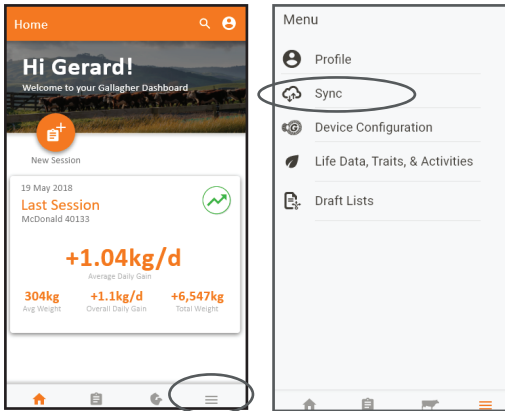 Home
Hi Gerard!
Welcome to your Gallagher Dashboard
New Session
19 May 2018
Last Session
McDonald 40133
+1.04kg/d
Average Daily Gain
304kg +1.1kg/d +6,547kg
Avg Weight Overall Daily Gain Total Weight
Menu
Profile
Sync
Device Configuration
Life Data, Traits, & Activities
Draft Lists